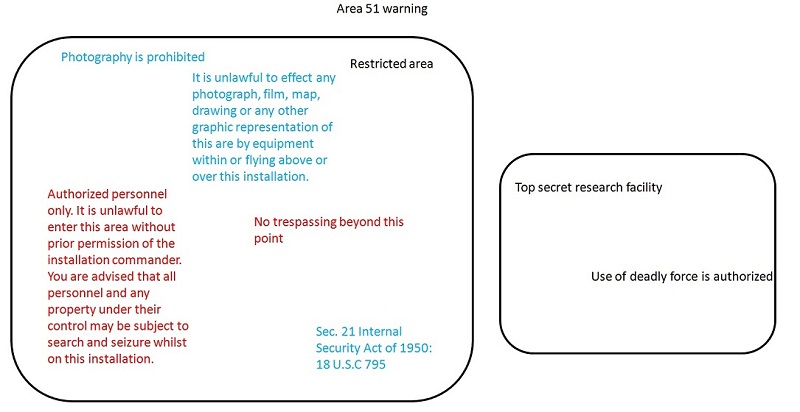 Area 51 warning
Photography is prohibited
Restricted area
It is unlawful to effect any
photograph, film, map,
drawing or any other
graphic representation of
this are by equipment
within or flying above or
over this installation.
Authorized personnel
only. It is unlawful to
enter this area without
prior permission of the
installation commander.
You are advised that all
personnel and any
property under their
control may be subject to
search and seizure whilst
on this installation.
No trespassing beyond this
point
Sec. 21 Internal
Security Act of 1950:
18 U.S.C 795
Top secret research facility
Use of deadly force is authorized